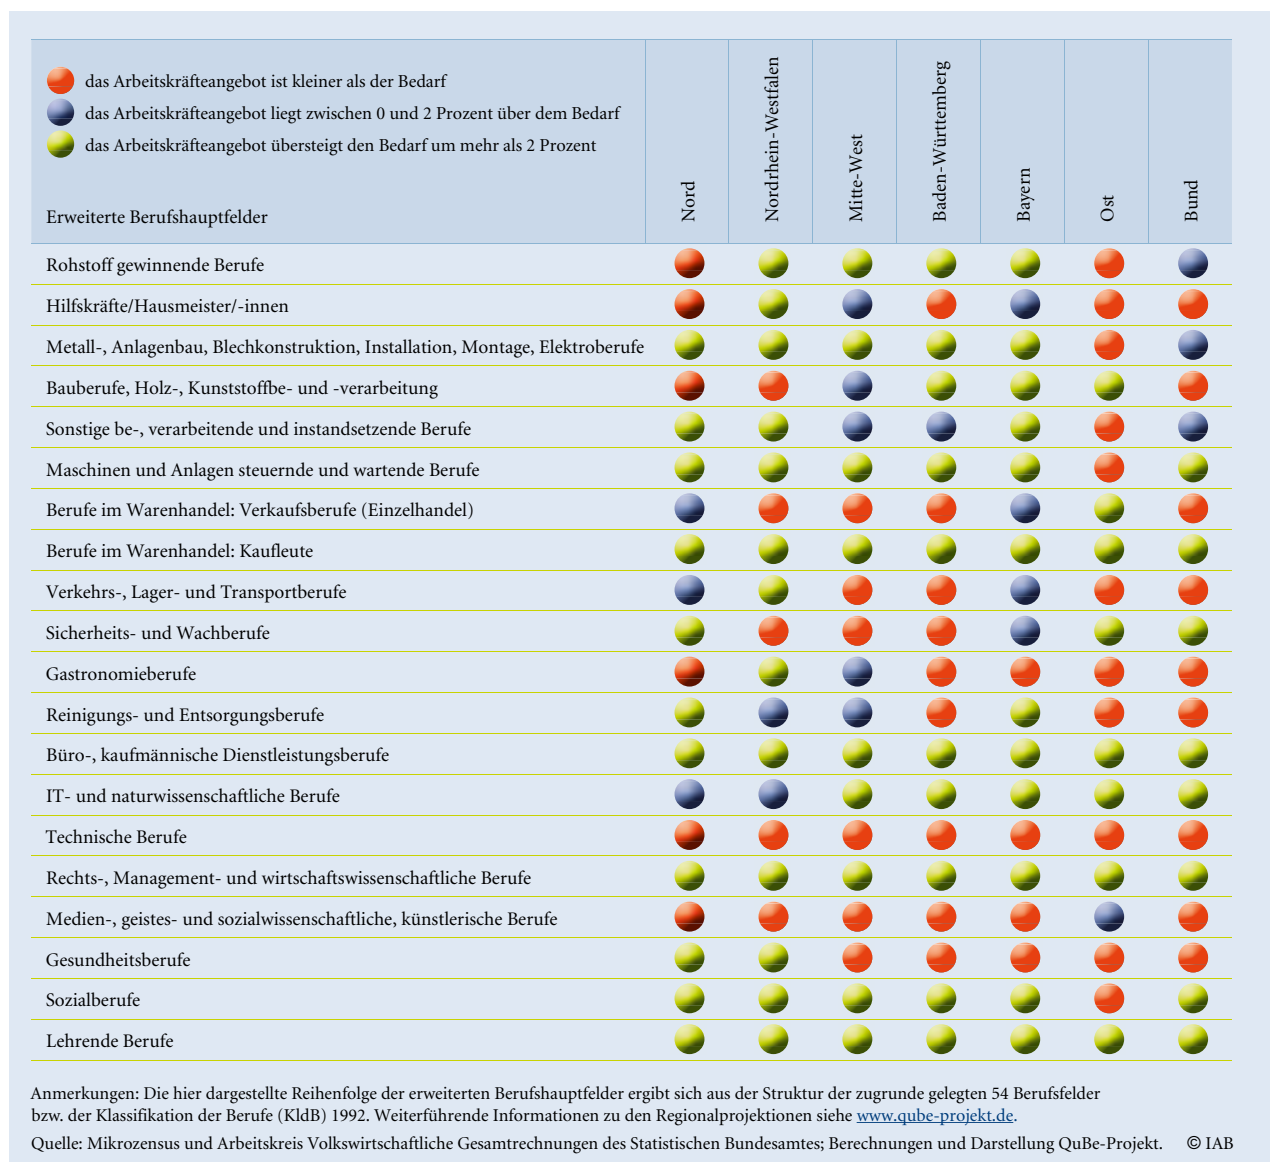 das Arbeitskräfteangebot ist kleiner als der Bedarf
das Arbeitskräfteangebot liegt zwischen 0 und 2 Prozent über dem Bedarf
das Arbeitskräfteangebot übersteigt den Bedarf um mehr als 2 Prozent
Erweiterte Berufshauptfelder
Nord
Nordrhein-Westfalen
Mitte-West
Baden-Württemberg
Bayern
Ost
Bund
Rohstoff gewinnende Berufe
Hilfskräfte/Hausmeister/-innen
Metall-, Anlagenbau, Blechkonstruktion, Installation, Montage, Elektroberufe
Bauberufe, Holz-, Kunststoffbe- und -verarbeitung
Sonstige be-, verarbeitende und instandsetzende Berufe
Maschinen und Anlagen steuernde und wartende Berufe
Berufe im Warenhandel: Verkaufsberufe (Einzelhandel)
Berufe im Warenhandel: Kaufleute
Verkehrs-, Lager- und Transportberufe
Sicherheits- und Wachberufe
Gastronomieberufe
Reinigungs- und Entsorgungsberufe
Büro-, kaufmännische Dienstleistungsberufe
IT- und naturwissenschaftliche Berufe
Technische Berufe
Rechts-, Management- und wirtschaftswissenschaftliche Berufe
Medien-, geistes- und sozialwissenschaftliche, künstlerische Berufe
Gesundheitsberufe
Sozialberufe
Lehrende Berufe
Anmerkungen: Die hier dargestellte Reihenfolge der erweiterten Berufshauptfelder ergibt sich aus der Struktur der zugrunde gelegten 54 Berufsfelder
bzw. der Klassifikation der Berufe (KldB) 1992. Weiterführende Informationen zu den Regionalprojektionen siehe www.qube-projekt.de.
Quelle: Mikrozensus und Arbeitskreis Volkswirtschaftliche Gesamtrechnungen des Statistischen Bundesamtes; Berechnungen und Darstellung QuBe-Projekt. © IAB